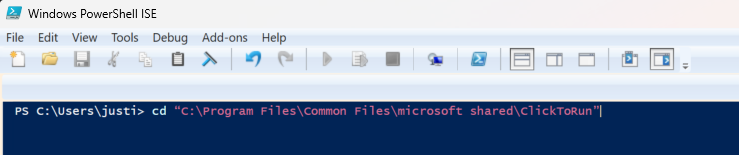 Windows PowerShell ISE
File Edit View Tools Debug Add-ons Help
PS C:\Users\justi> cd “C:\Program Files\Common Files\microsoft shared\ClickToRun”